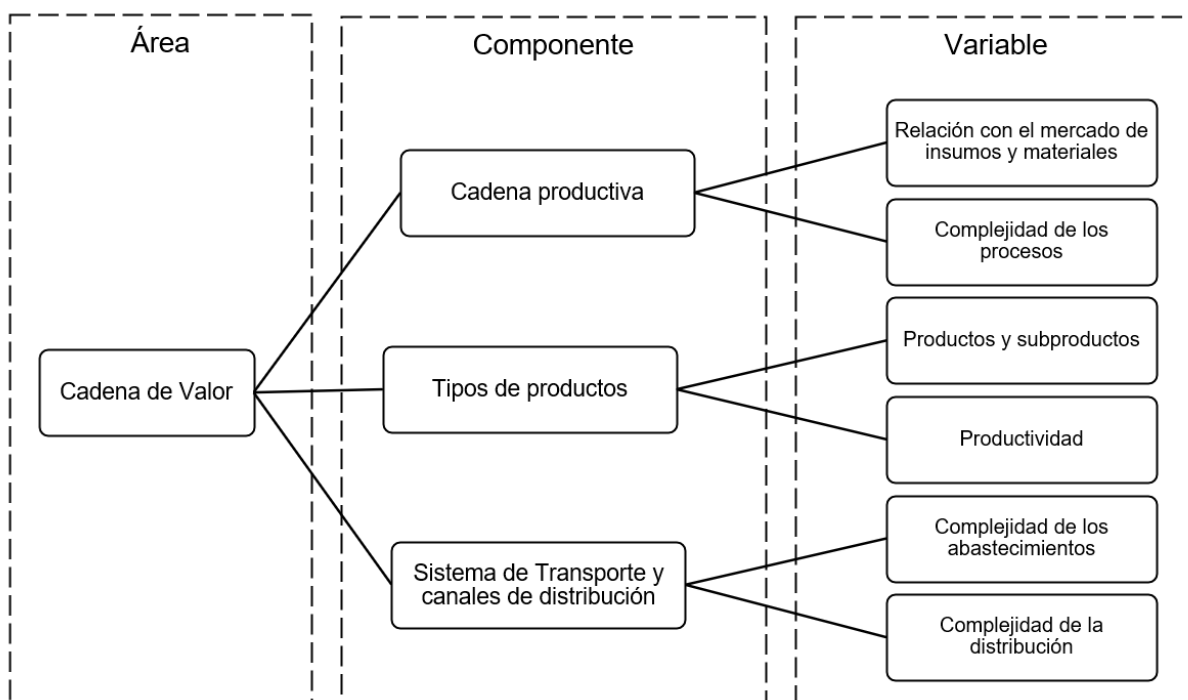 Área
Componente
Variable
Cadena de Valor
Cadena productiva
Tipos de productos
Sistema de Transporte y
canales de distribución
Relación con el mercado de
insumos y materiales
Complejidad de los
procesos
Productos y subproductos
Productividad
Complejidad de los
abastecimientos
Complejidad de la
distribución